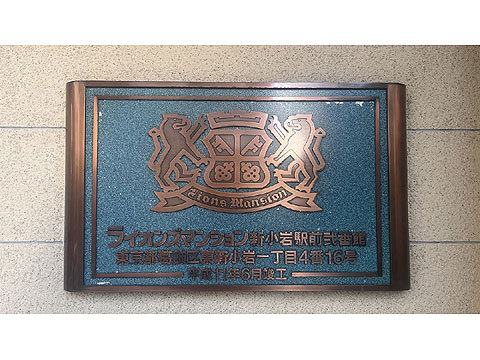 Lions Mansion
ライオンズマンション新小岩駅前弐番館
東京都葛飾区東新小岩一丁目4番16号
平成11年6月竣工